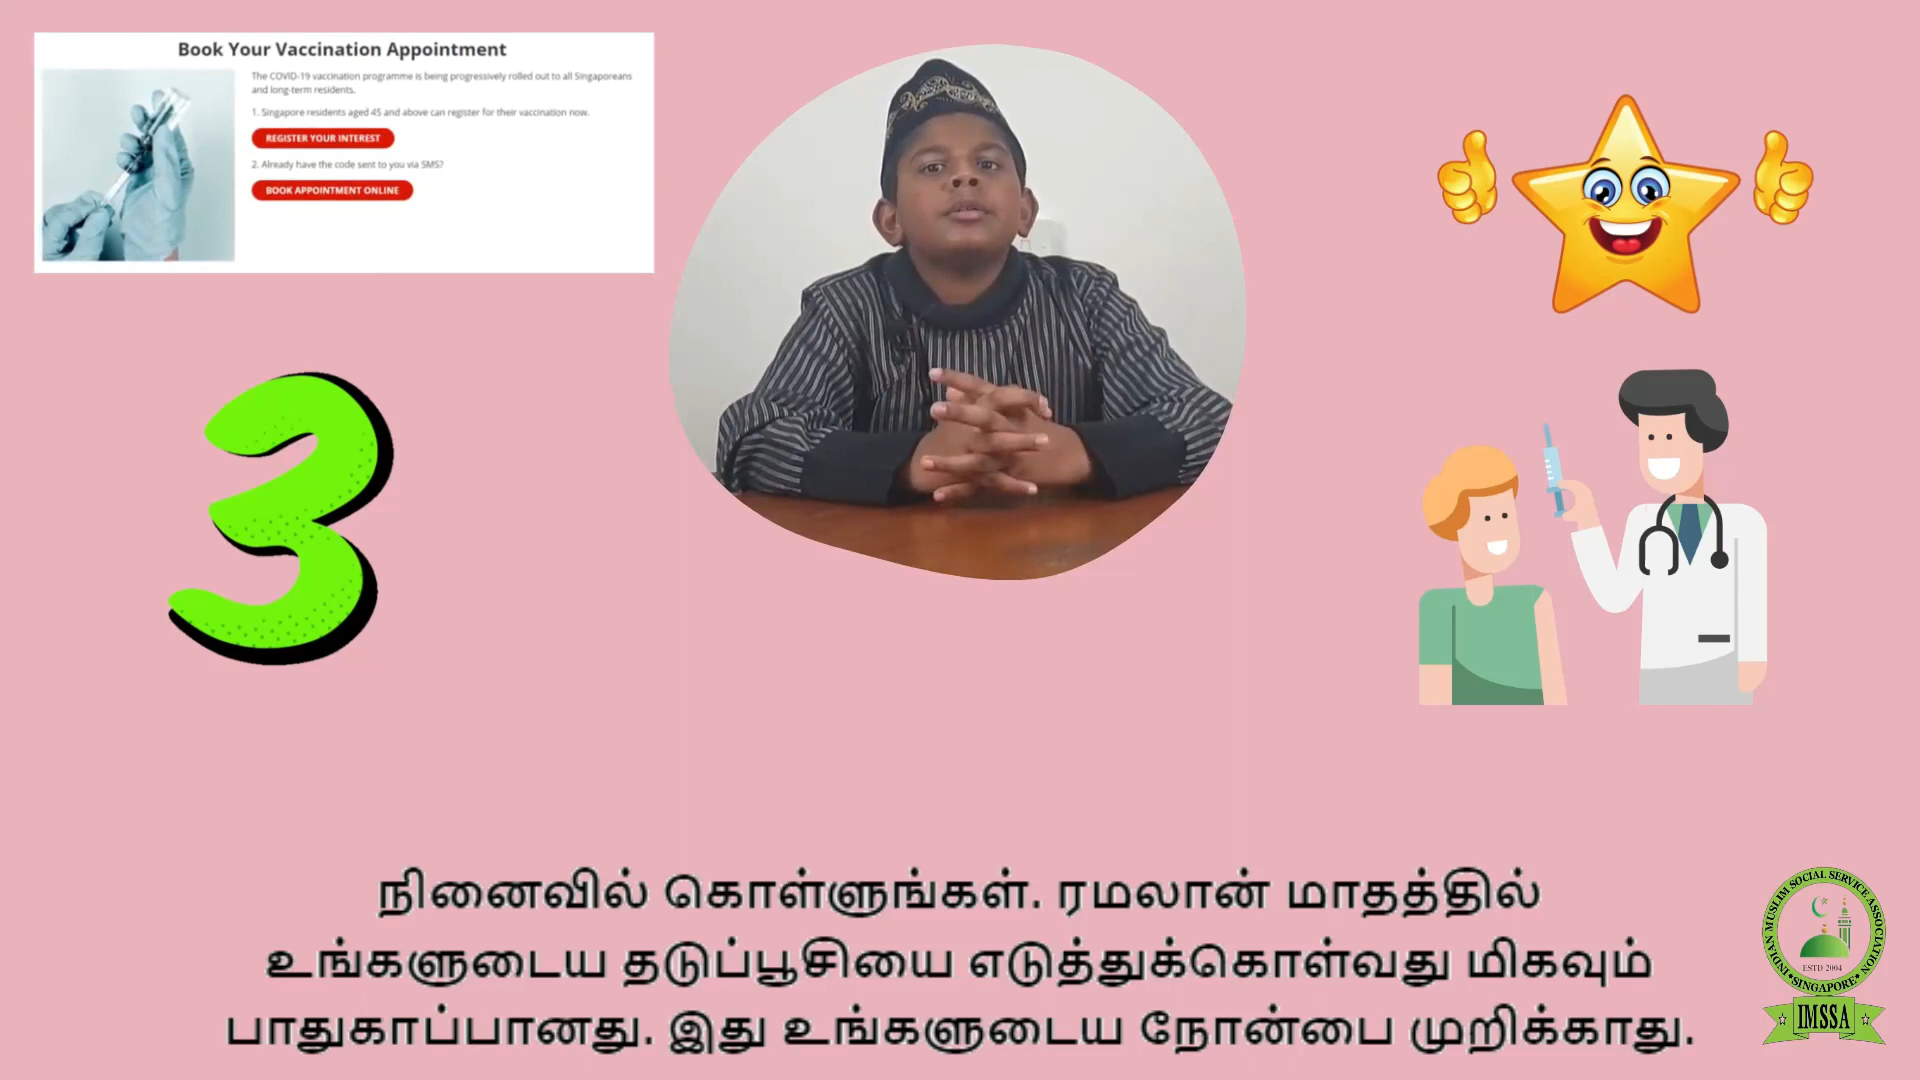 Book Your Vaccination Appointment
The COVID-19 vaccination programme is being progressively rolled out to all Singaporeans
and long-term residents.
1. Singapore residents aged 45 and above can register for their vaccination now.
REGISTER YOUR INTEREST
2. Already have the code sent to you via SMS?
BOOK APPOINTMENT ONLINE
3
நினைவில் கொள்ளுங்கள். ரமலான் மாதத்தில்
உங்களுடைய தடுப்பூசியை எடுத்துக்கொள்வது மிகவும்
பாதுகாப்பானது. இது உங்களுடைய நோன்பை முறிக்காது.
INDIAN MUSLIM SOCIAL SERVICE ASSOCIATION
ESTD 2004
SINGAPORE
IMSSA